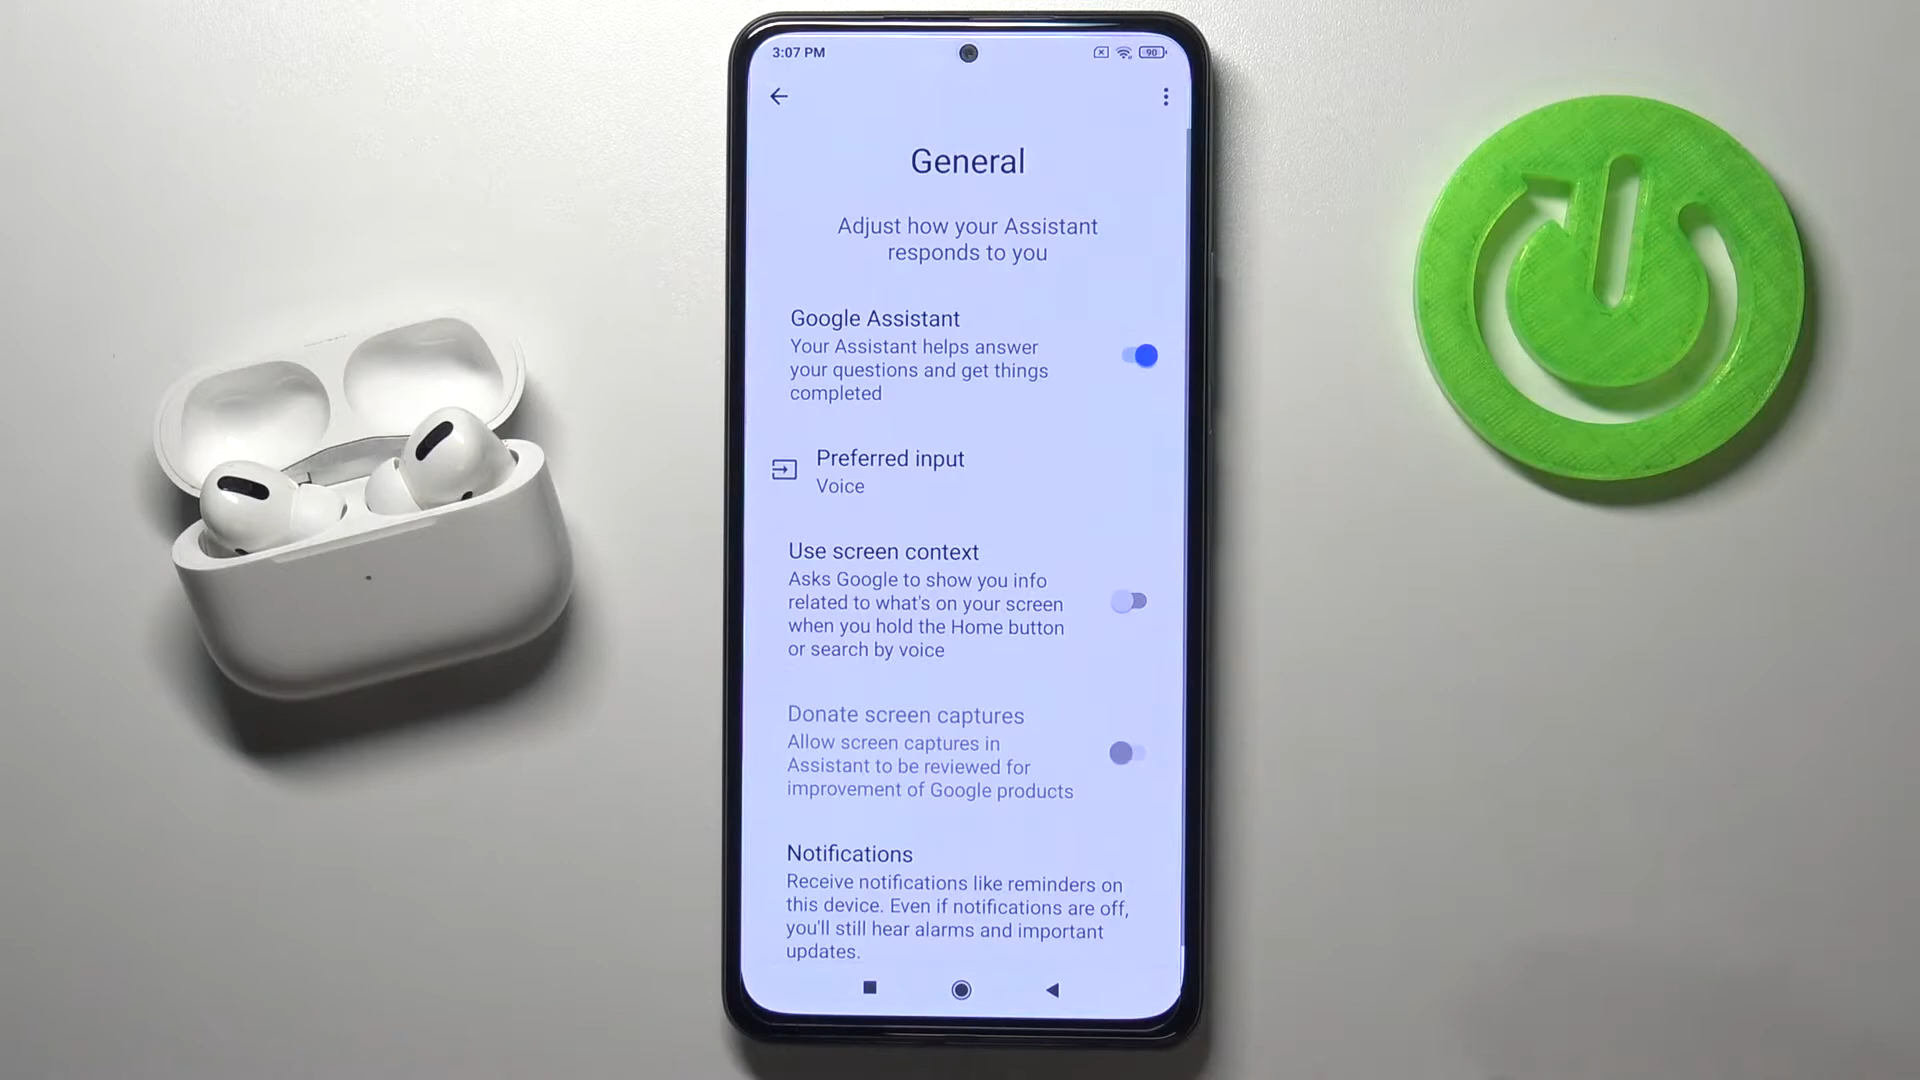 3:07 PM
90
General
Adjust how your Assistant
responds to you
Google Assistant
Your Assistant helps answer
your questions and get things
completed
Preferred input
Voice
Use screen context
Asks Google to show you info
related to what's on your screen
when you hold the Home button
or search by voice
Donate screen captures
Allow screen captures in
Assistant to be reviewed for
improvement of Google products
Notifications
Receive notifications like reminders on
this device. Even if notifications are off,
you'll still hear alarms and important
updates.